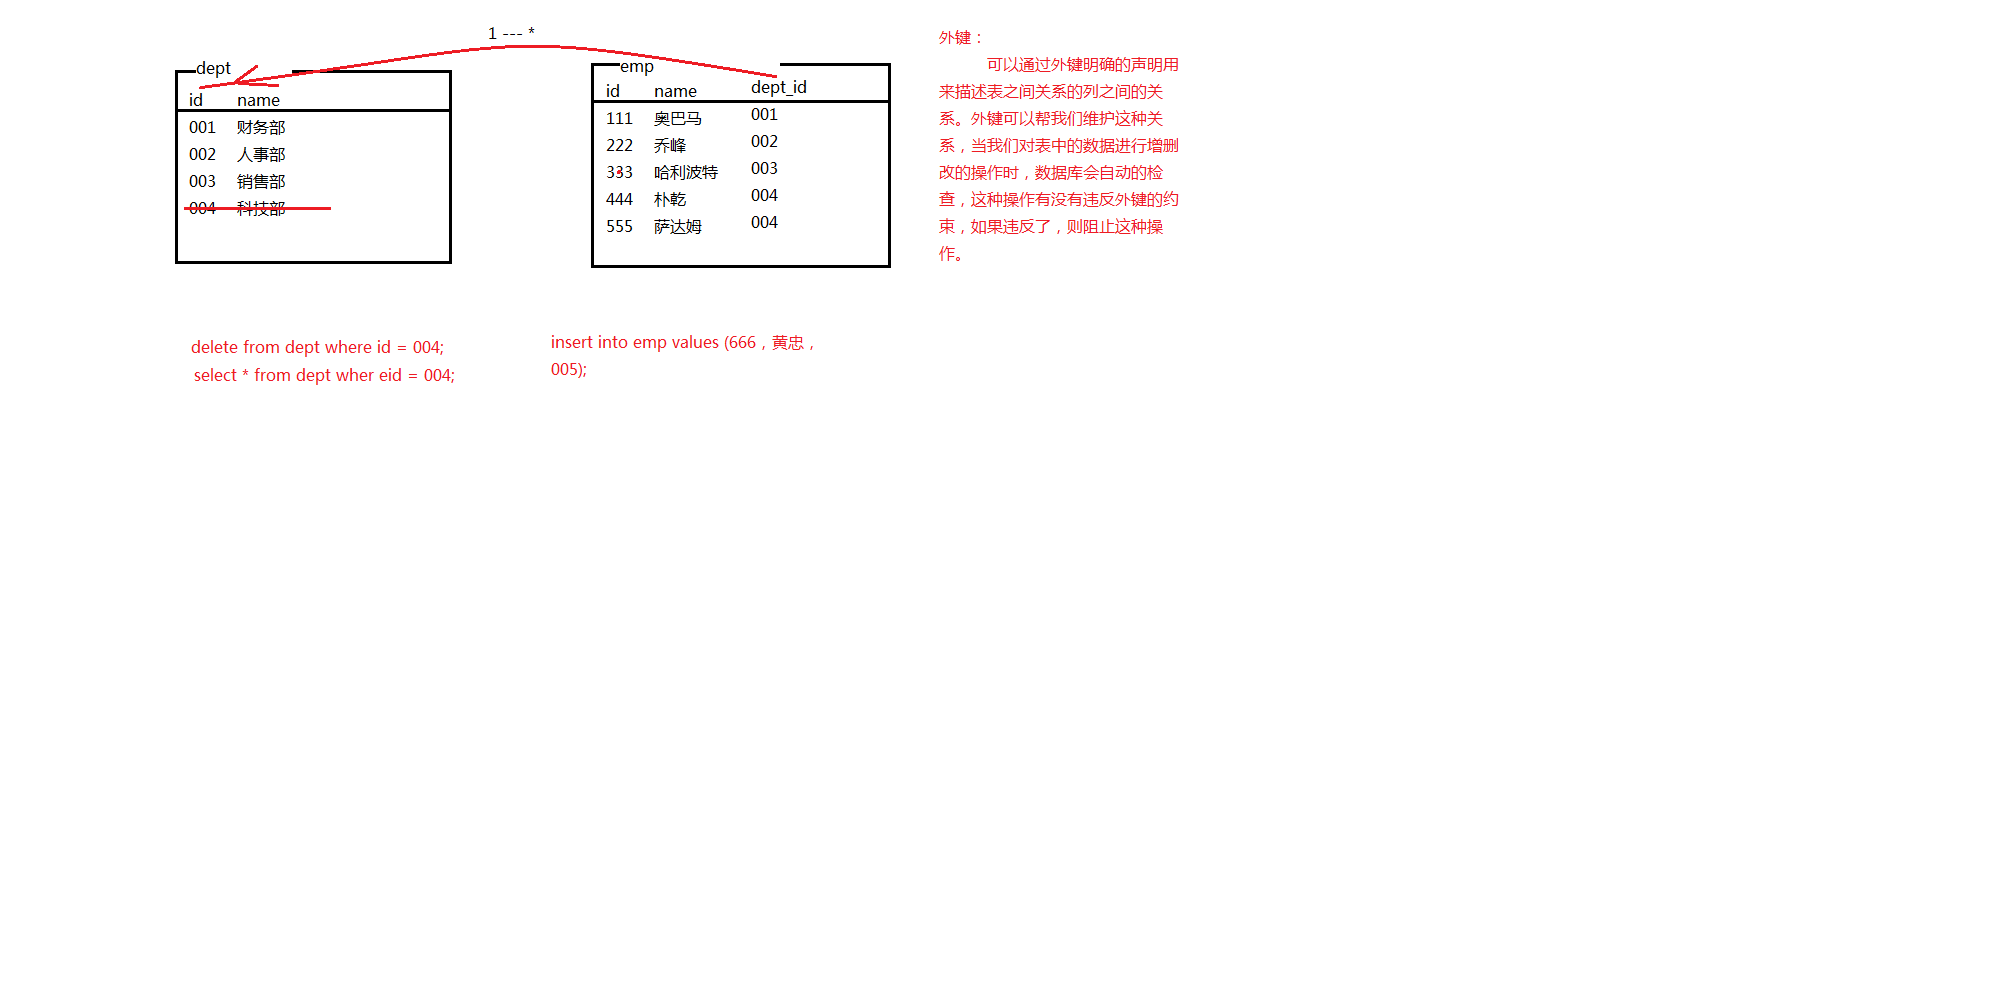 1 --- *
dept
id name
001 财务部
002 人事部
003 销售部
004 科技部
emp
id name dept_id
111 奥巴马 001
222 乔峰 002
333 哈利波特 003
444 朴乾 004
555 萨达姆 004
外键：
可以通过外键明确的声明用
来描述表之间关系的列之间的关
系。外键可以帮我们维护这种关
系，当我们对表中的数据进行增删
改的操作时，数据库会自动的检
查，这种操作有没有违反外键的约
束，如果违反了，则阻止这种操
作。
delete from dept where id = 004;
select * from dept wher eid = 004;
insert into emp values (666，黄忠，
005);